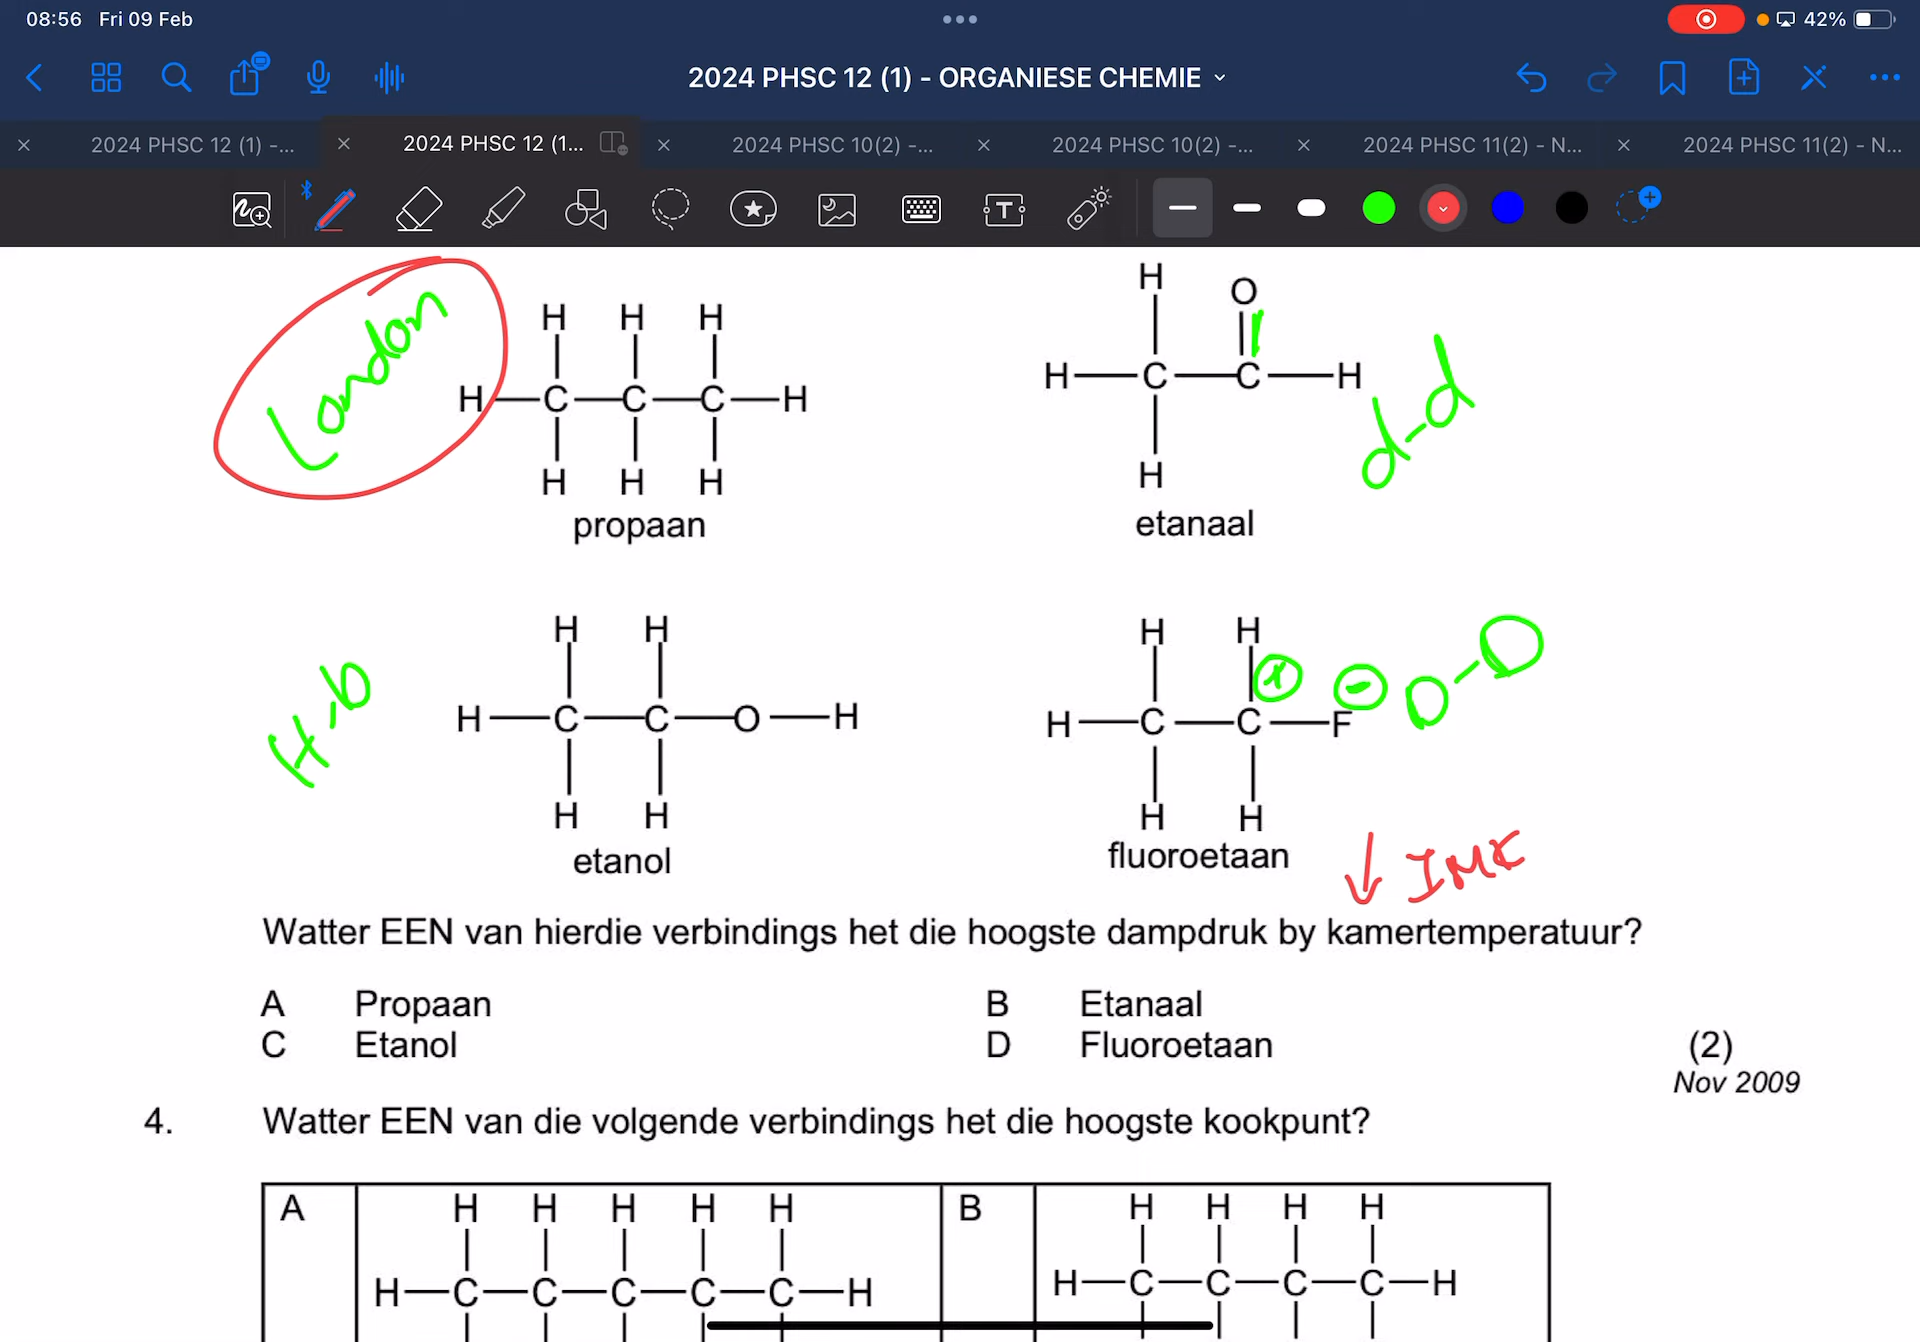 08:56 Fri 09 Feb
42%
2024 PHSC 12 (1) - ORGANIESE CHEMIE
2024 PHSC 12 (1) -...
2024 PHSC 12 (1...
2024 PHSC 10(2) -...
2024 PHSC 10(2) -...
2024 PHSC 11(2) - N...
2024 PHSC 11(2) - N...
London
H H H
H C C C H
H H H
propaan
H O
H C C H
H
etanaal
d-d
H-b
H H
H C C O H
H H
etanol
H H
+ -
H C C F
H H
fluoroetaan
D-D
↓ IMK
Watter EEN van hierdie verbindings het die hoogste dampdruk by kamertemperatuur?
A Propaan B Etanaal
C Etanol D Fluoroetaan
(2)
Nov 2009
4. Watter EEN van die volgende verbindings het die hoogste kookpunt?
A
H H H H H
H C C C C C H
B
H H H H
H C C C C H